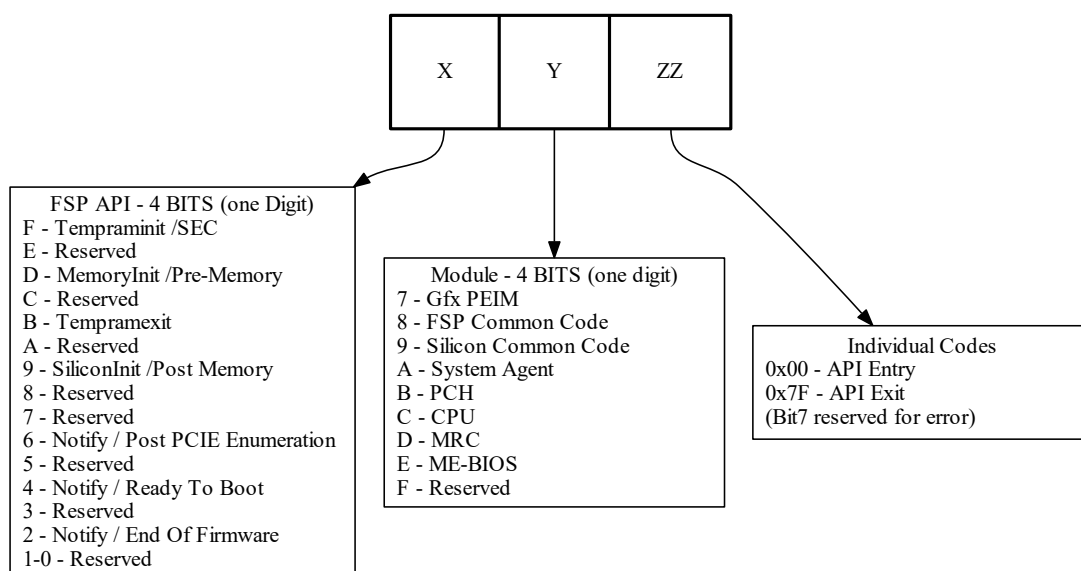 X
Y
ZZ
FSP API - 4 BITS (one Digit)
F - Tempraminit /SEC
E - Reserved
D - MemoryInit /Pre-Memory
C - Reserved
B - Tempramexit
A - Reserved
9 - SiliconInit /Post Memory
8 - Reserved
7 - Reserved
6 - Notify / Post PCIE Enumeration
5 - Reserved
4 - Notify / Ready To Boot
3 - Reserved
2 - Notify / End Of Firmware
1-0 - Reserved
Module - 4 BITS (one digit)
7 - Gfx PEIM
8 - FSP Common Code
9 - Silicon Common Code
A - System Agent
B - PCH
C - CPU
D - MRC
E - ME-BIOS
F - Reserved
Individual Codes
0x00 - API Entry
0x7F - API Exit
(Bit7 reserved for error)